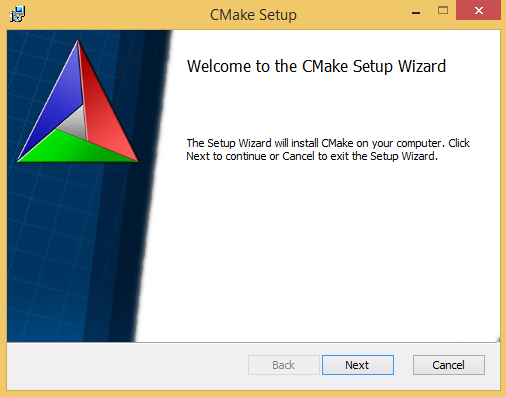 CMake Setup
Welcome to the CMake Setup Wizard
The Setup Wizard will install CMake on your computer. Click
Next to continue or Cancel to exit the Setup Wizard.
Back Next Cancel